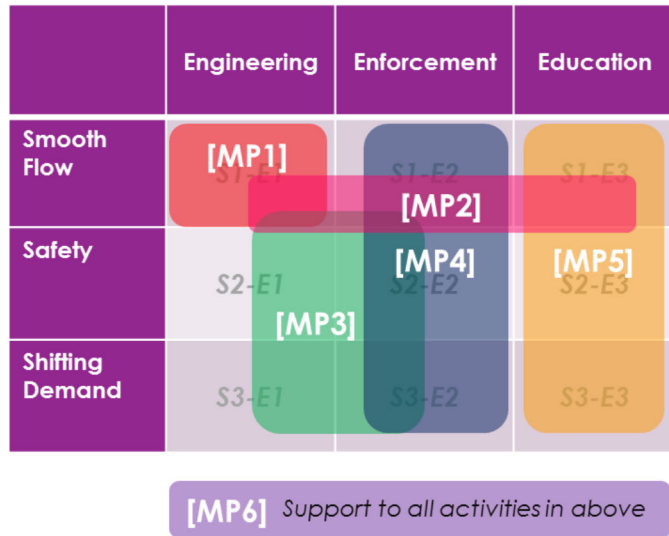 Engineering Enforcement Education
Smooth
Flow
[MP1]
S1-E1 S1-E2 S1-E3
[MP2]
Safety
[MP4] [MP5]
S2-E1 S2-E2 S2-E3
[MP3]
Shifting
Demand
S3-E1 S3-E2 S3-E3
[MP6] Support to all activities in above